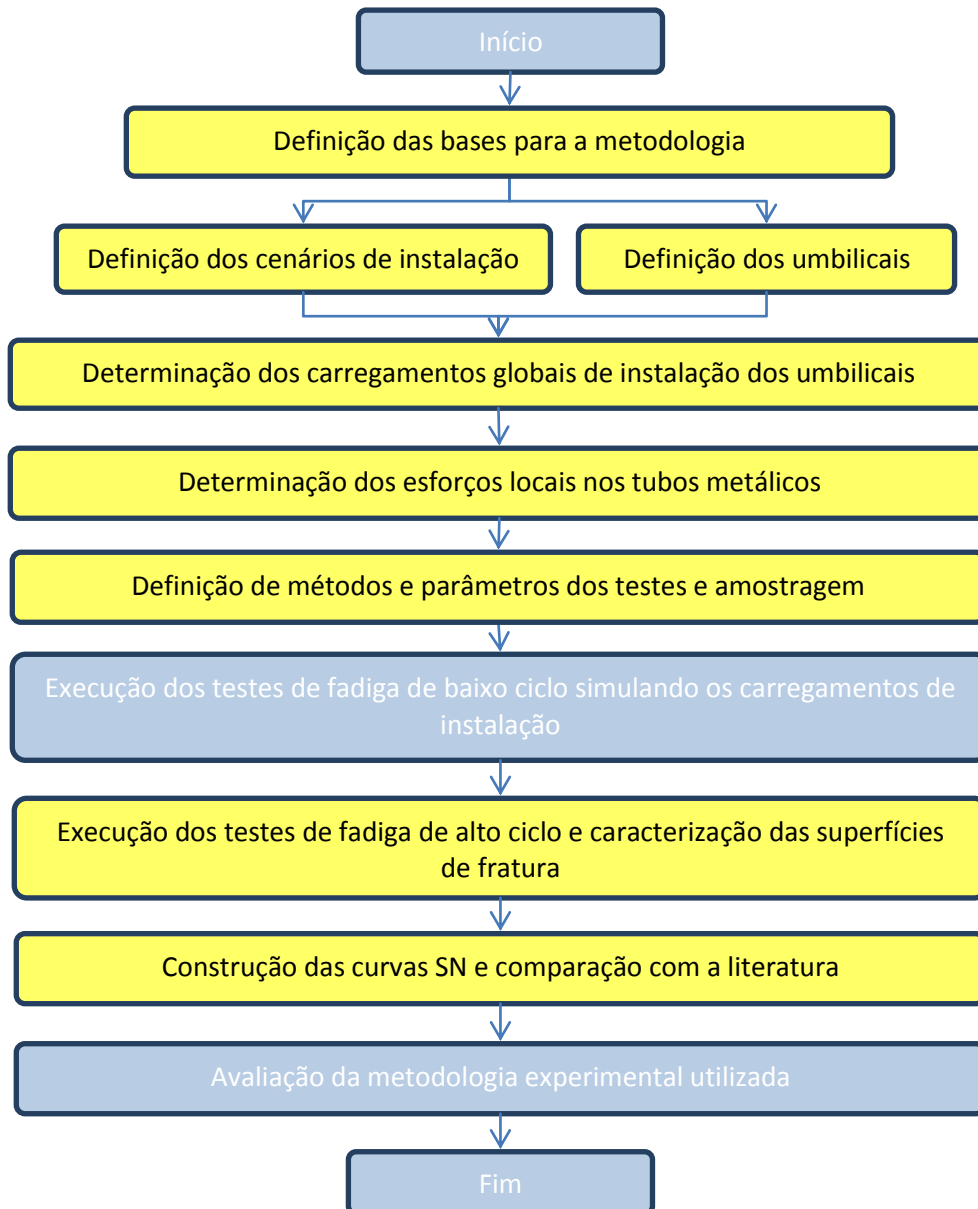 Início
Definição das bases para a metodologia
Definição dos cenários de instalação
Definição dos umbilicais
Determinação dos carregamentos globais de instalação dos umbilicais
Determinação dos esforços locais nos tubos metálicos
Definição de métodos e parâmetros dos testes e amostragem
Execução dos testes de fadiga de baixo ciclo simulando os carregamentos de
instalação
Execução dos testes de fadiga de alto ciclo e caracterização das superfícies
de fratura
Construção das curvas SN e comparação com a literatura
Avaliação da metodologia experimental utilizada
Fim